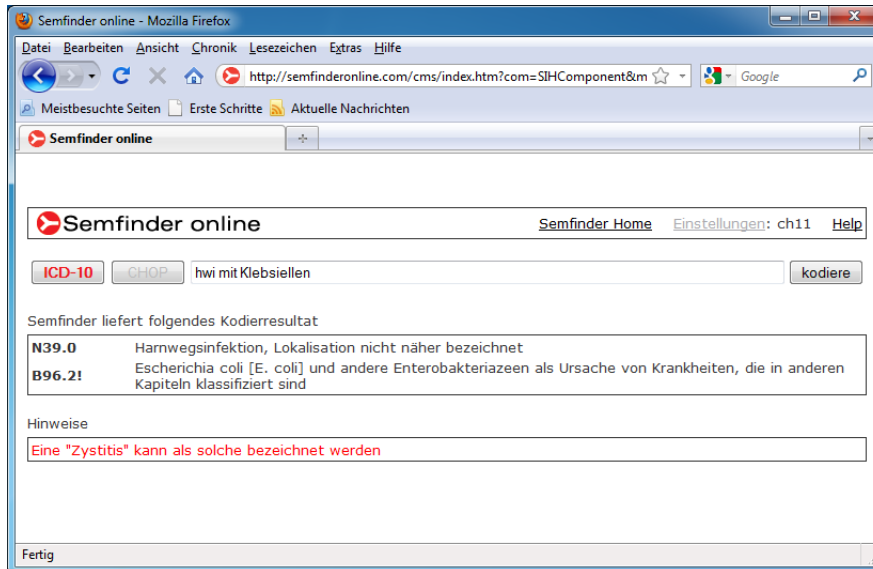 Semfinder online - Mozilla Firefox
Datei Bearbeiten Ansicht Chronik Lesezeichen Extras Hilfe
http://semfinderonline.com/cms/index.htm?com=SIHComponent&m Google
Meistbesuchte Seiten Erste Schritte Aktuelle Nachrichten
Semfinder online
Semfinder online Semfinder Home Einstellungen: ch11 Help
ICD-10 CHOP hwi mit Klebsiellen kodiere
Semfinder liefert folgendes Kodierresultat
N39.0 Harnwegsinfektion, Lokalisation nicht näher bezeichnet
B96.2! Escherichia coli [E. coli] und andere Enterobakteriazeen als Ursache von Krankheiten, die in anderen
Kapiteln klassifiziert sind
Hinweise
Eine "Zystitis" kann als solche bezeichnet werden
Fertig